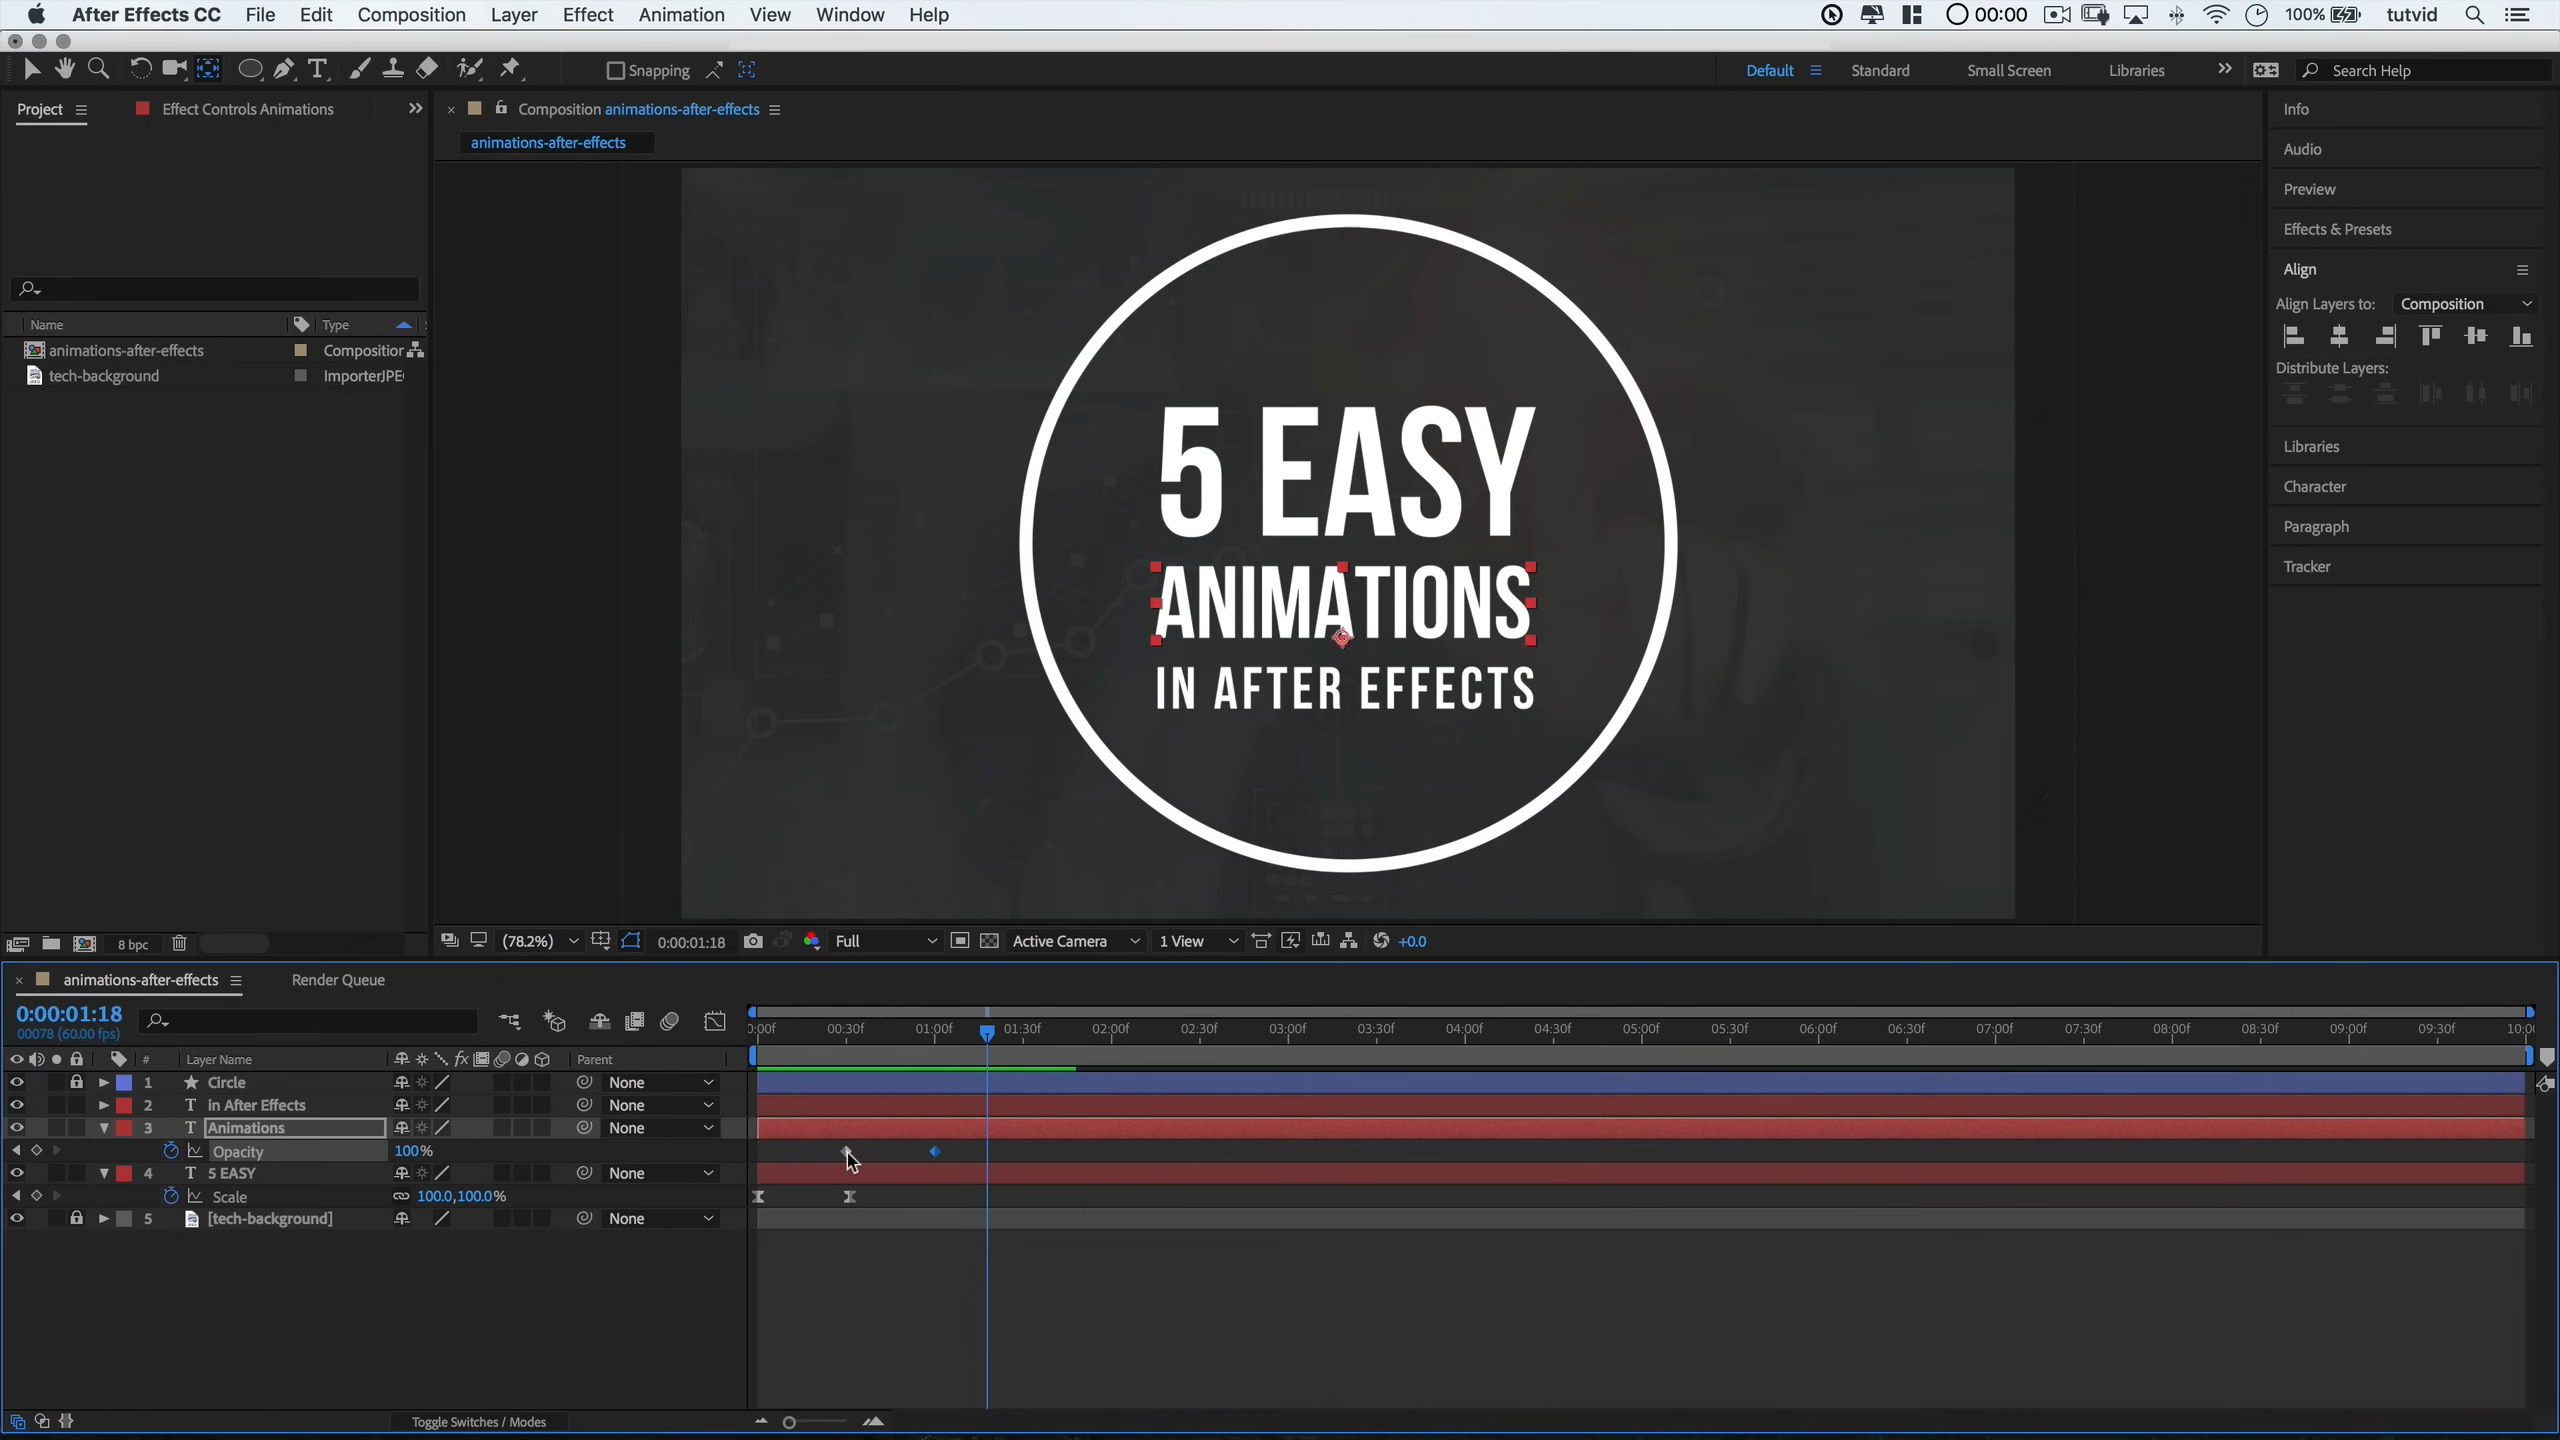 After Effects CC File Edit Composition Layer Effect Animation View Window Help 00:00 100% tutvid
Snapping Default Standard Small Screen Libraries Search Help
Project Effect Controls Animations
Composition animations-after-effects
animations-after-effects
Name Type
animations-after-effects Composition
tech-background ImporterJPE
5 EASY
ANIMATIONS
IN AFTER EFFECTS
Info
Audio
Preview
Effects & Presets
Align
Align Layers to: Composition
Distribute Layers:
Libraries
Character
Paragraph
Tracker
8 bpc
(78.2%) 0:00:01:18 Full Active Camera 1 View +0.0
animations-after-effects Render Queue
0:00:01:18
00078 (60.00 fps)
0:00f 00:30f 01:00f 01:30f 02:00f 02:30f 03:00f 03:30f 04:00f 04:30f 05:00f 05:30f 06:00f 06:30f 07:00f 07:30f 08:00f 08:30f 09:00f 09:30f 10:0
# Layer Name fx Parent
1 Circle None
2 T in After Effects None
3 T Animations None
Opacity 100%
4 T 5 EASY None
Scale 100.0,100.0%
5 [tech-background] None
Toggle Switches / Modes